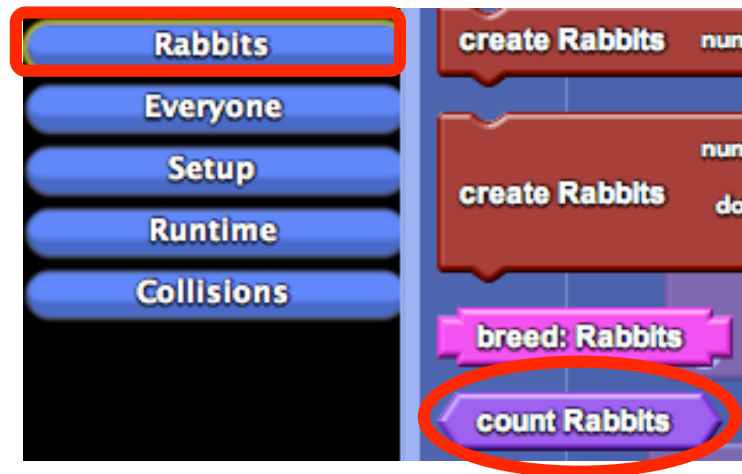 Rabbits
Everyone
Setup
Runtime
Collisions
create Rabbits
create Rabbits
breed: Rabbits
count Rabbits